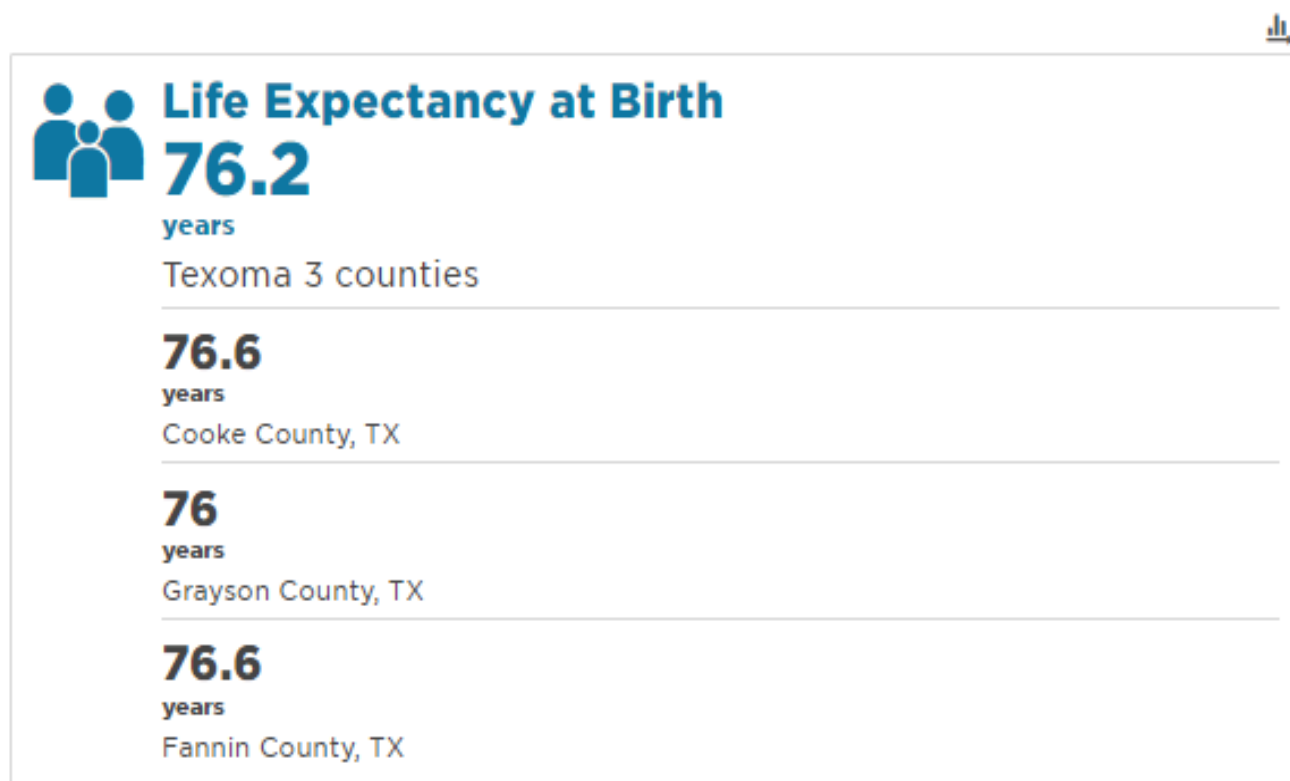 Life Expectancy at Birth
76.2
years
Texoma 3 counties
76.6
years
Cooke County, TX
76
years
Grayson County, TX
76.6
years
Fannin County, TX